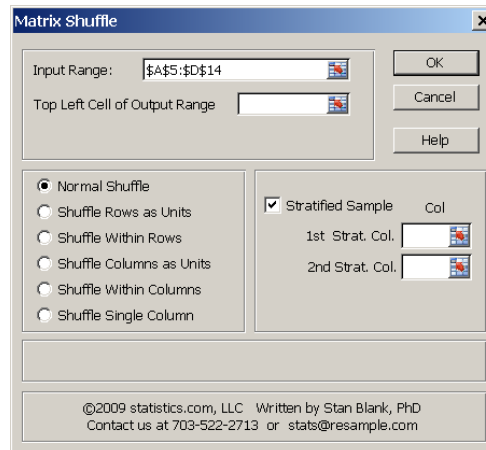 Matrix Shuffle
x
Input Range: $A$5:$D$14
OK
Top Left Cell of Output Range
Cancel
Help
Normal Shuffle
Shuffle Rows as Units
Shuffle Within Rows
Shuffle Columns as Units
Shuffle Within Columns
Shuffle Single Column
Stratified Sample Col
1st Strat. Col.
2nd Strat. Col.
©2009 statistics.com, LLC Written by Stan Blank, PhD
Contact us at 703-522-2713 or stats@resample.com